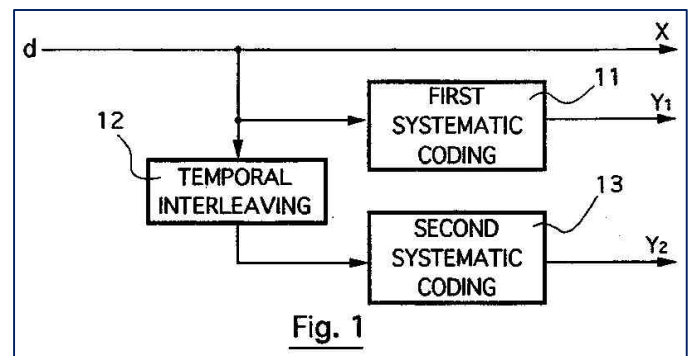 d
X
11
FIRST
SYSTEMATIC
CODING
Y₁
12
TEMPORAL
INTERLEAVING
13
SECOND
SYSTEMATIC
CODING
Y₂
Fig. 1